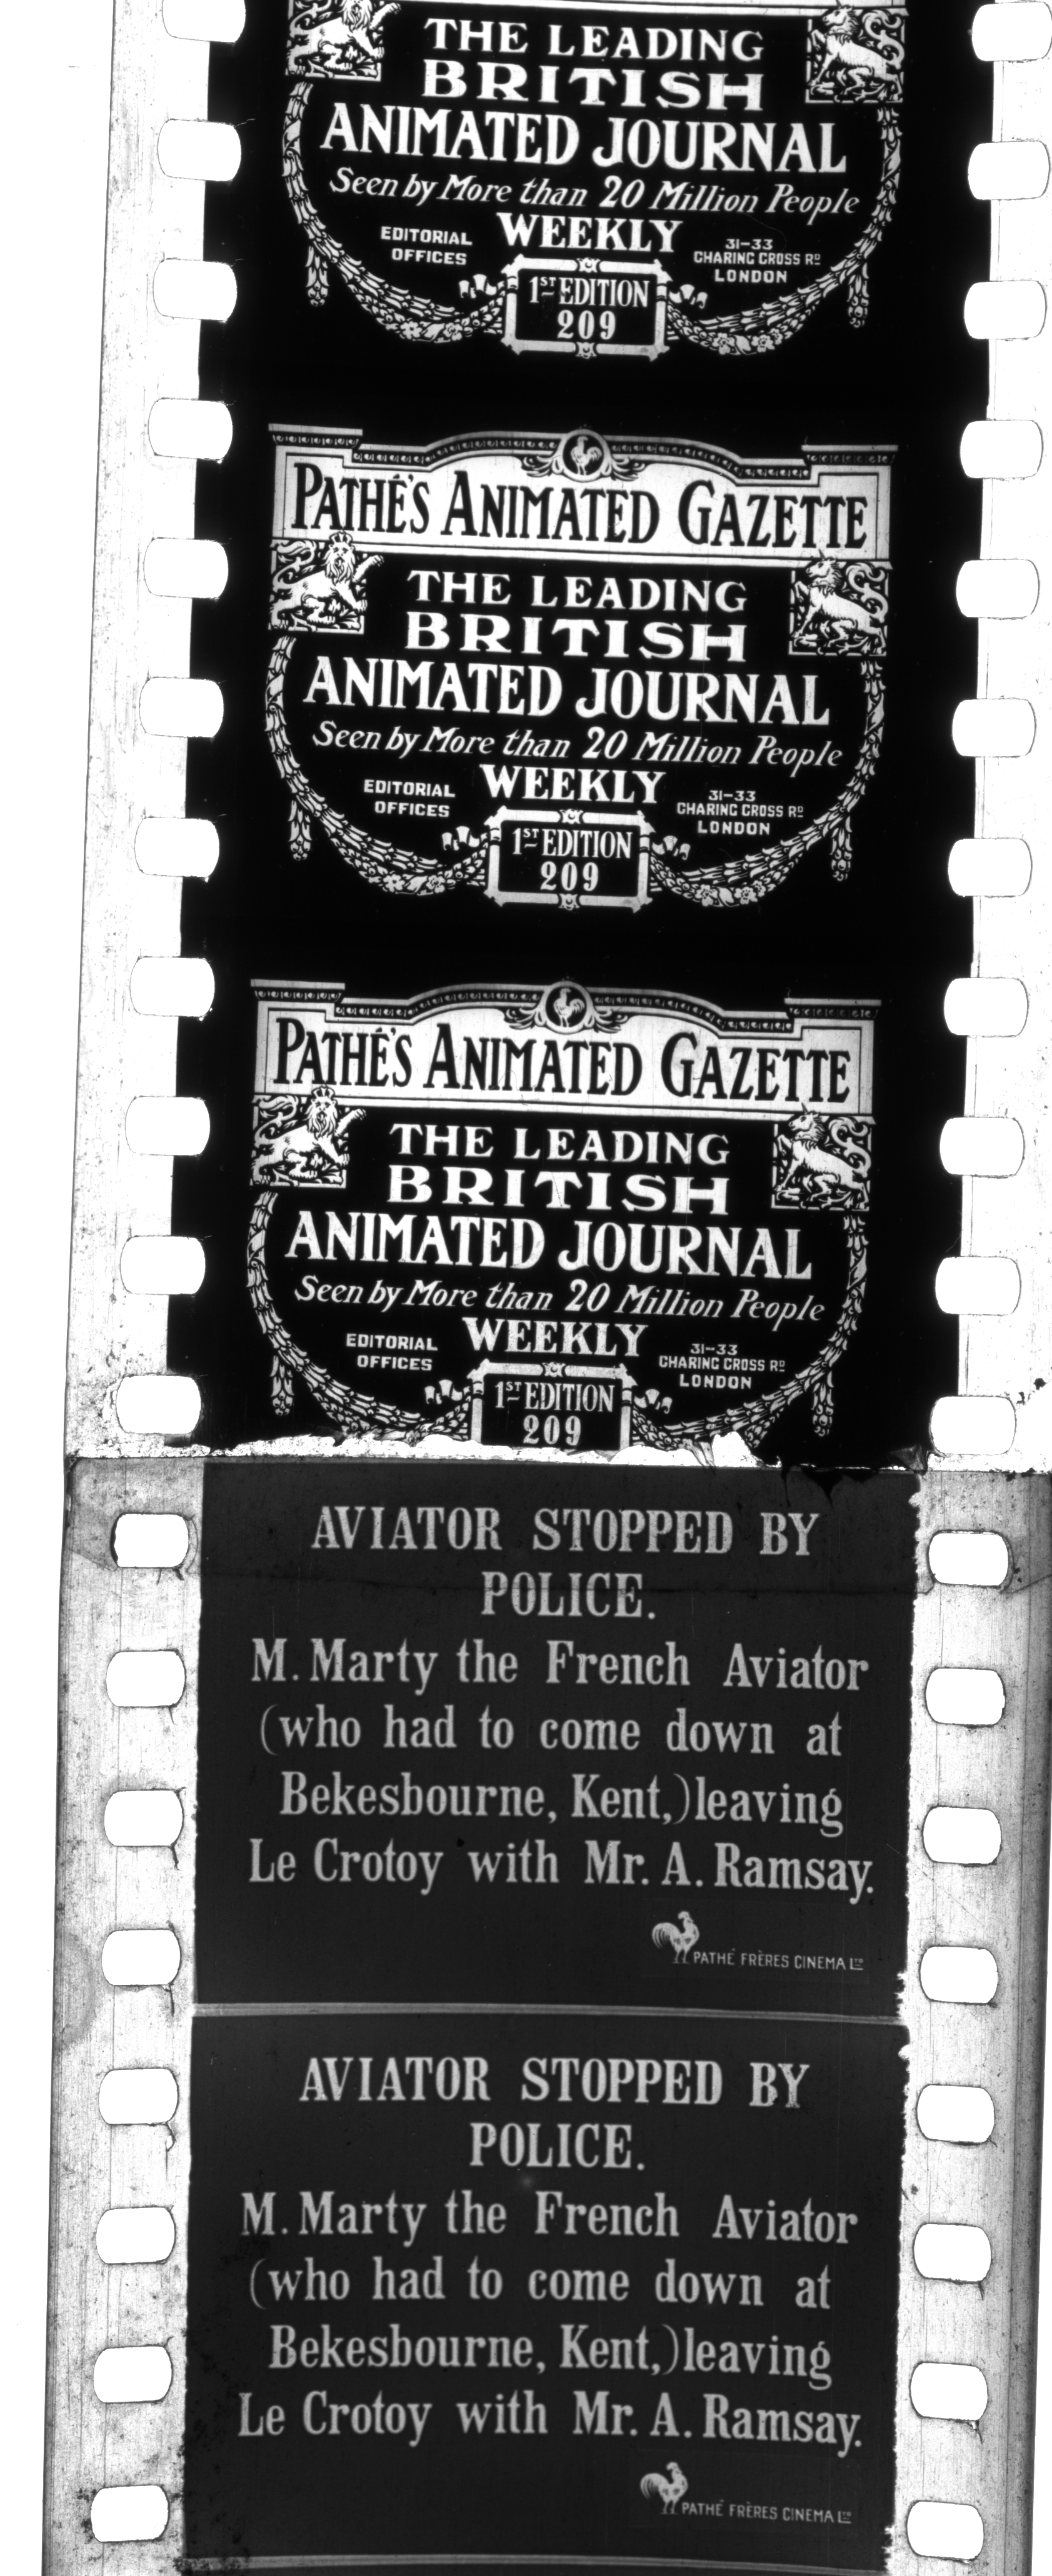 THE LEADING
BRITISH
ANIMATED JOURNAL
Seen by More than 20 Million People
WEEKLY
EDITORIAL
OFFICES
31-33
CHARING CROSS RD
LONDON
1ST EDITION
209
PATHÉ'S ANIMATED GAZETTE
THE LEADING
BRITISH
ANIMATED JOURNAL
Seen by More than 20 Million People
WEEKLY
EDITORIAL
OFFICES
31-33
CHARING CROSS RD
LONDON
1ST EDITION
209
PATHÉ'S ANIMATED GAZETTE
THE LEADING
BRITISH
ANIMATED JOURNAL
Seen by More than 20 Million People
WEEKLY
EDITORIAL
OFFICES
31-33
CHARING CROSS RD
LONDON
1ST EDITION
209
AVIATOR STOPPED BY
POLICE.
M. Marty the French Aviator
(who had to come down at
Bekesbourne, Kent,) leaving
Le Crotoy with Mr. A. Ramsay.
PATHÉ FRÈRES CINEMA LTD
AVIATOR STOPPED BY
POLICE.
M. Marty the French Aviator
(who had to come down at
Bekesbourne, Kent,) leaving
Le Crotoy with Mr. A. Ramsay.
PATHÉ FRÈRES CINEMA LTD